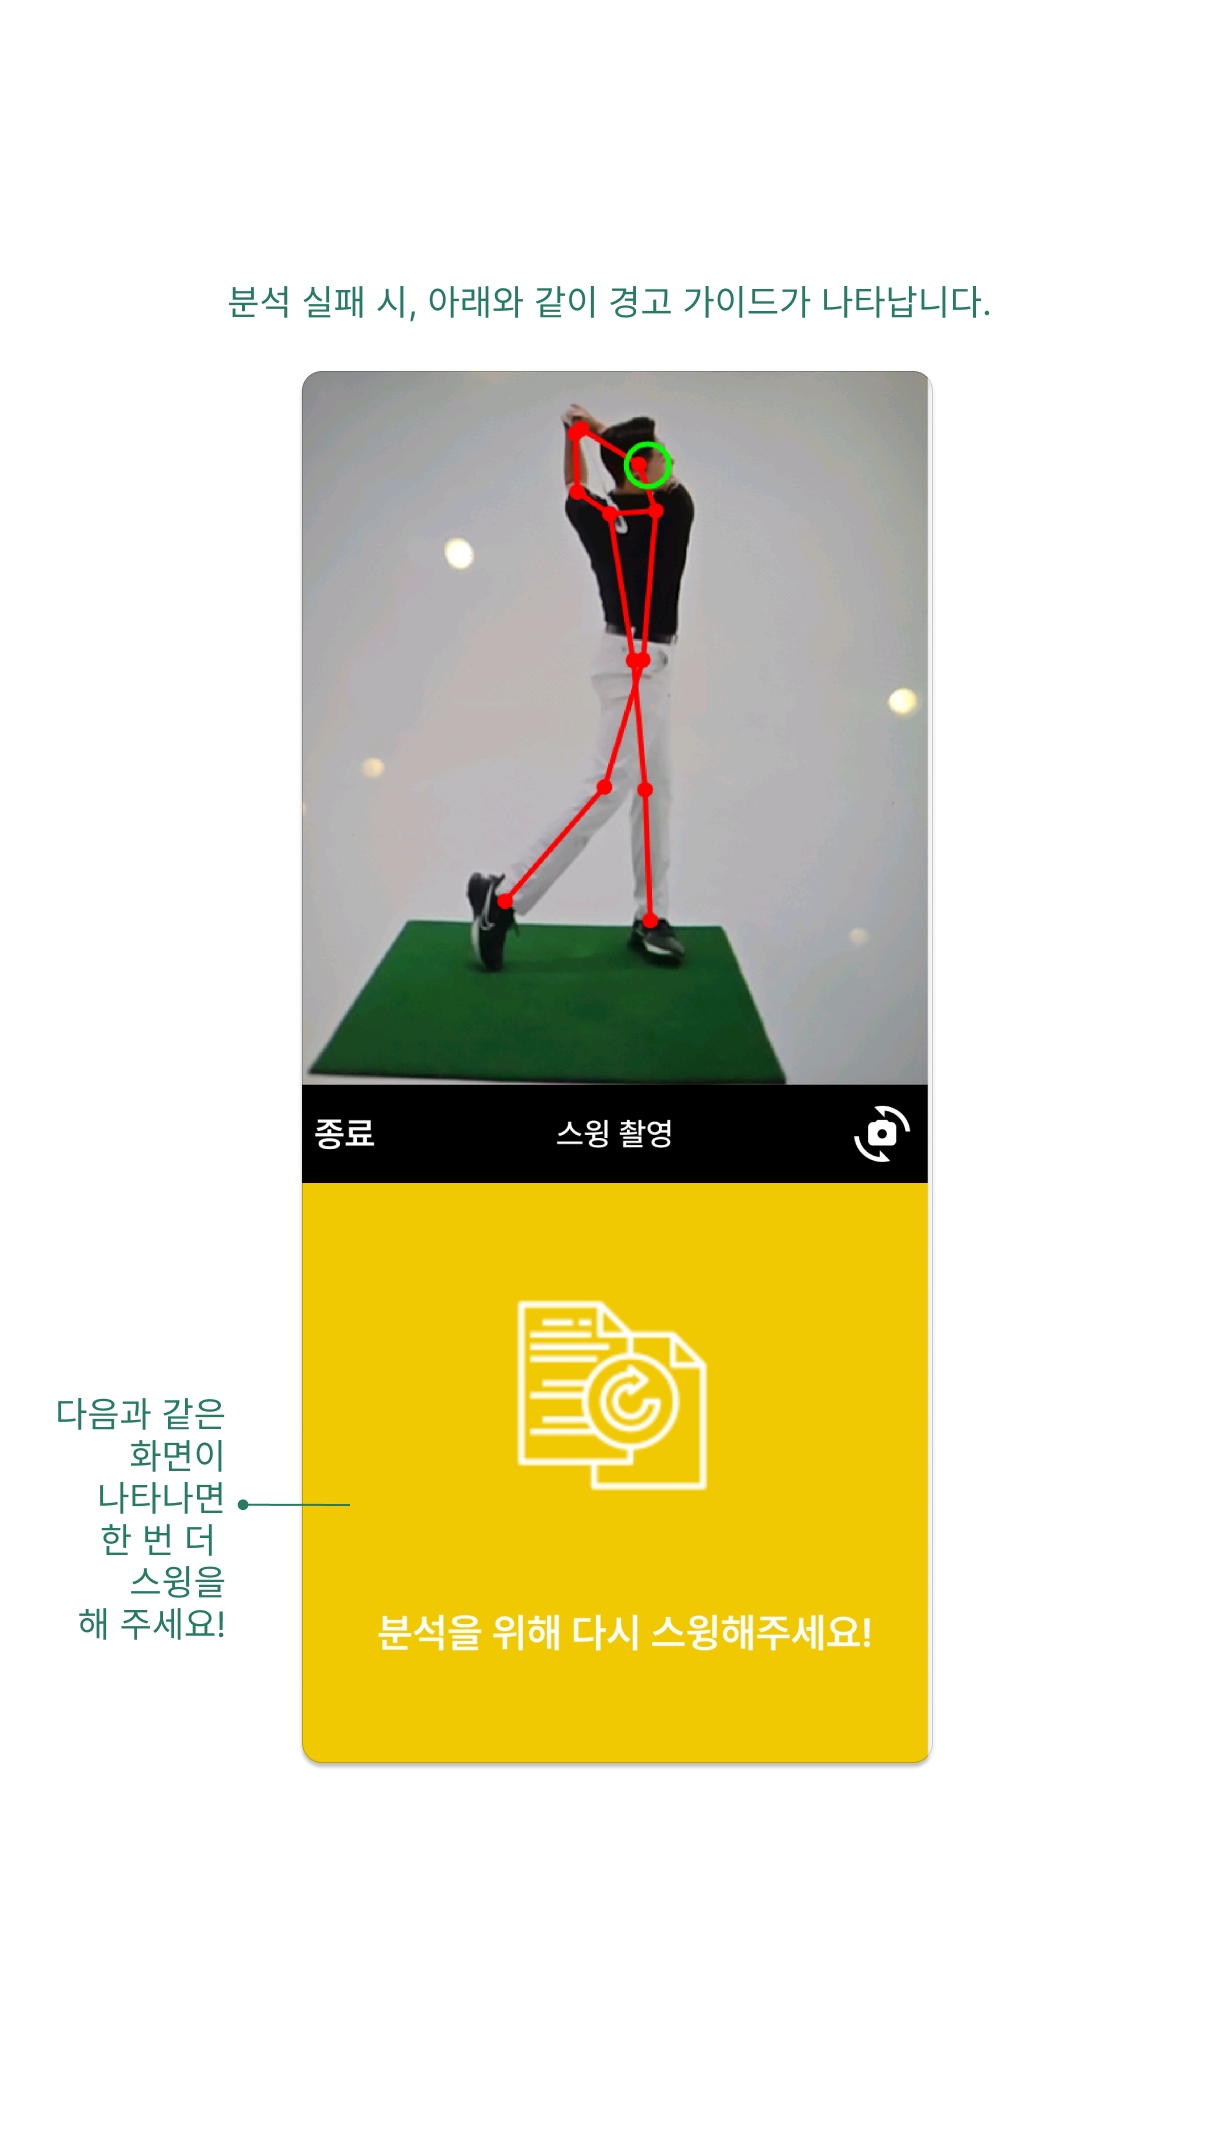 분석 실패 시, 아래와 같이 경고 가이드가 나타납니다.
종료
스윙 촬영
다음과 같은
화면이
나타나면
한 번 더
스윙을
해 주세요!
분석을 위해 다시 스윙해주세요!